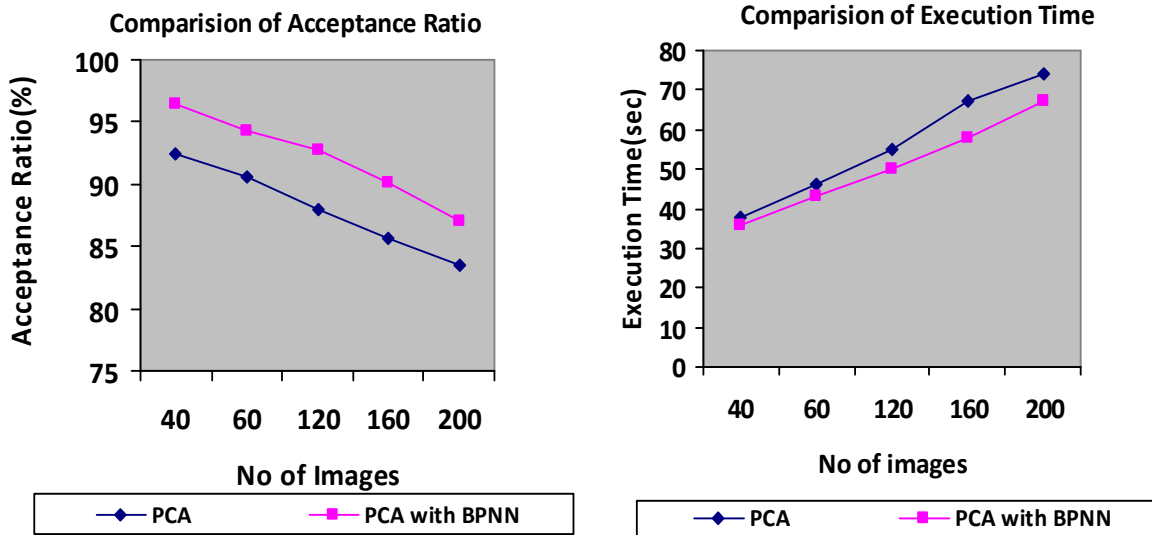 Comparision of Acceptance Ratio
Acceptance Ratio(%)
100
95
90
85
80
75
40 60 120 160 200
No of Images
PCA PCA with BPNN
Comparision of Execution Time
Execution Time(sec)
80
70
60
50
40
30
20
10
0
40 60 120 160 200
No of images
PCA PCA with BPNN